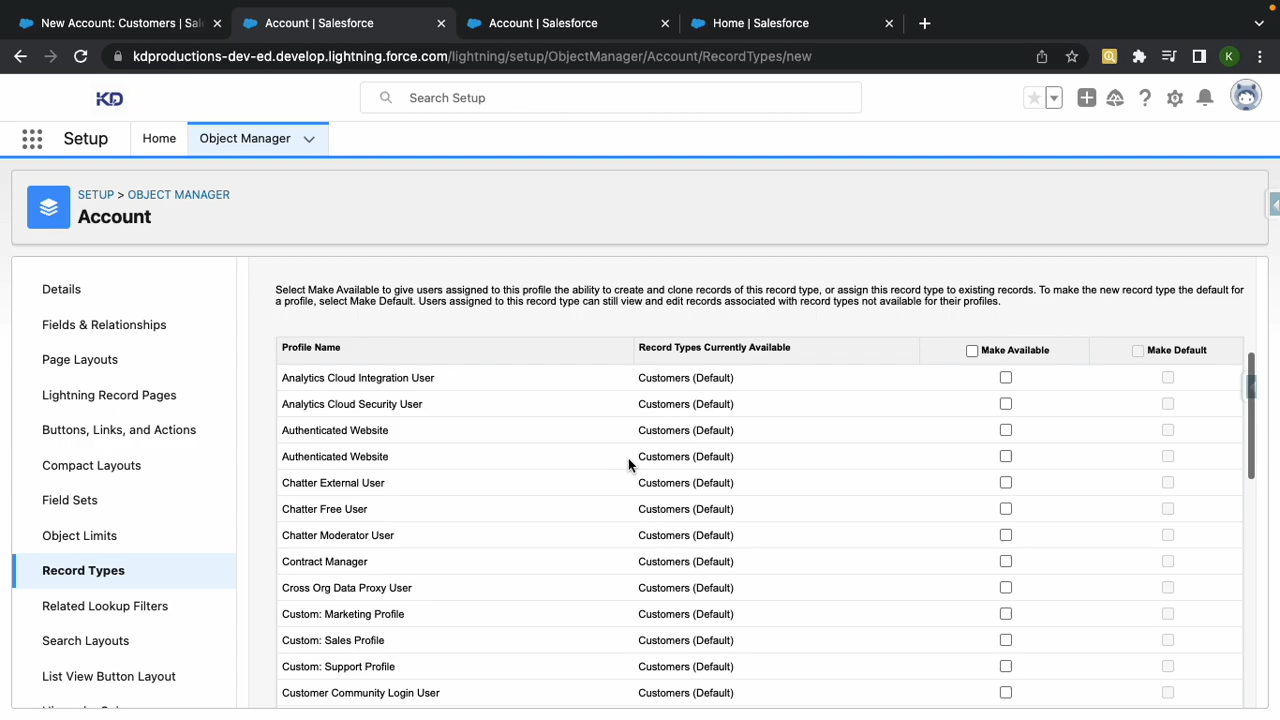 New Account: Customers | Sal
Account | Salesforce
Account | Salesforce
Home | Salesforce
kdproductions-dev-ed.develop.lightning.force.com/lightning/setup/ObjectManager/Account/RecordTypes/new
K
KD
Search Setup
Setup
Home
Object Manager
SETUP > OBJECT MANAGER
Account
Details
Fields & Relationships
Page Layouts
Lightning Record Pages
Buttons, Links, and Actions
Compact Layouts
Field Sets
Object Limits
Record Types
Related Lookup Filters
Search Layouts
List View Button Layout
Select Make Available to give users assigned to this profile the ability to create and clone records of this record type, or assign this record type to existing records. To make the new record type the default for
a profile, select Make Default. Users assigned to this record type can still view and edit records associated with record types not available for their profiles.
Profile Name Record Types Currently Available Make Available Make Default
Analytics Cloud Integration User Customers (Default)
Analytics Cloud Security User Customers (Default)
Authenticated Website Customers (Default)
Authenticated Website Customers (Default)
Chatter External User Customers (Default)
Chatter Free User Customers (Default)
Chatter Moderator User Customers (Default)
Contract Manager Customers (Default)
Cross Org Data Proxy User Customers (Default)
Custom: Marketing Profile Customers (Default)
Custom: Sales Profile Customers (Default)
Custom: Support Profile Customers (Default)
Customer Community Login User Customers (Default)